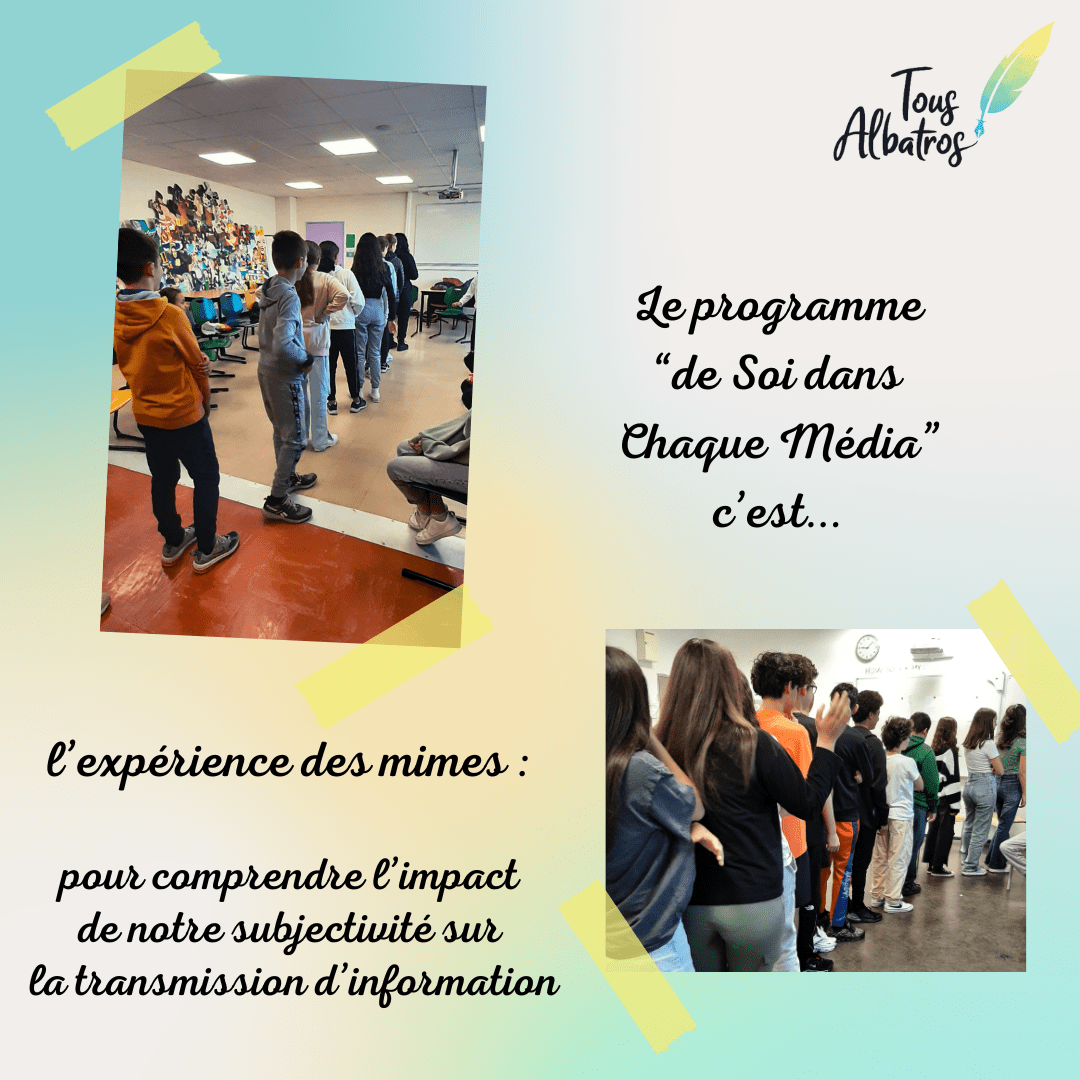 Tous
Albatros
Le programme
“de Soi dans
Chaque Média”
c’est...
l’expérience des mimes :
pour comprendre l’impact
de notre subjectivité sur
la transmission d’information